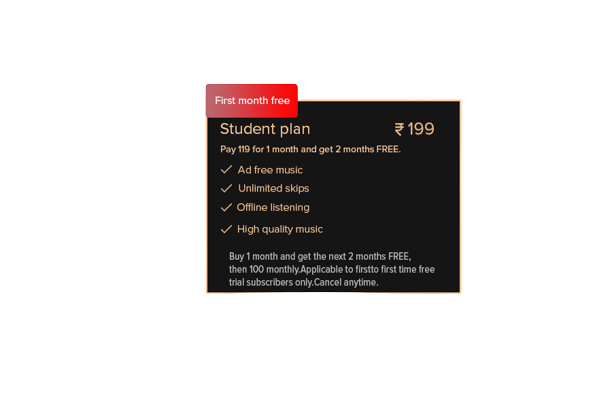 First month free
Student plan ₹ 199
Pay 119 for 1 month and get 2 months FREE.
Ad free music
Unlimited skips
Offline listening
High quality music
Buy 1 month and get the next 2 months FREE,
then 100 monthly.Applicable to firstto first time free
trial subscribers only.Cancel anytime.